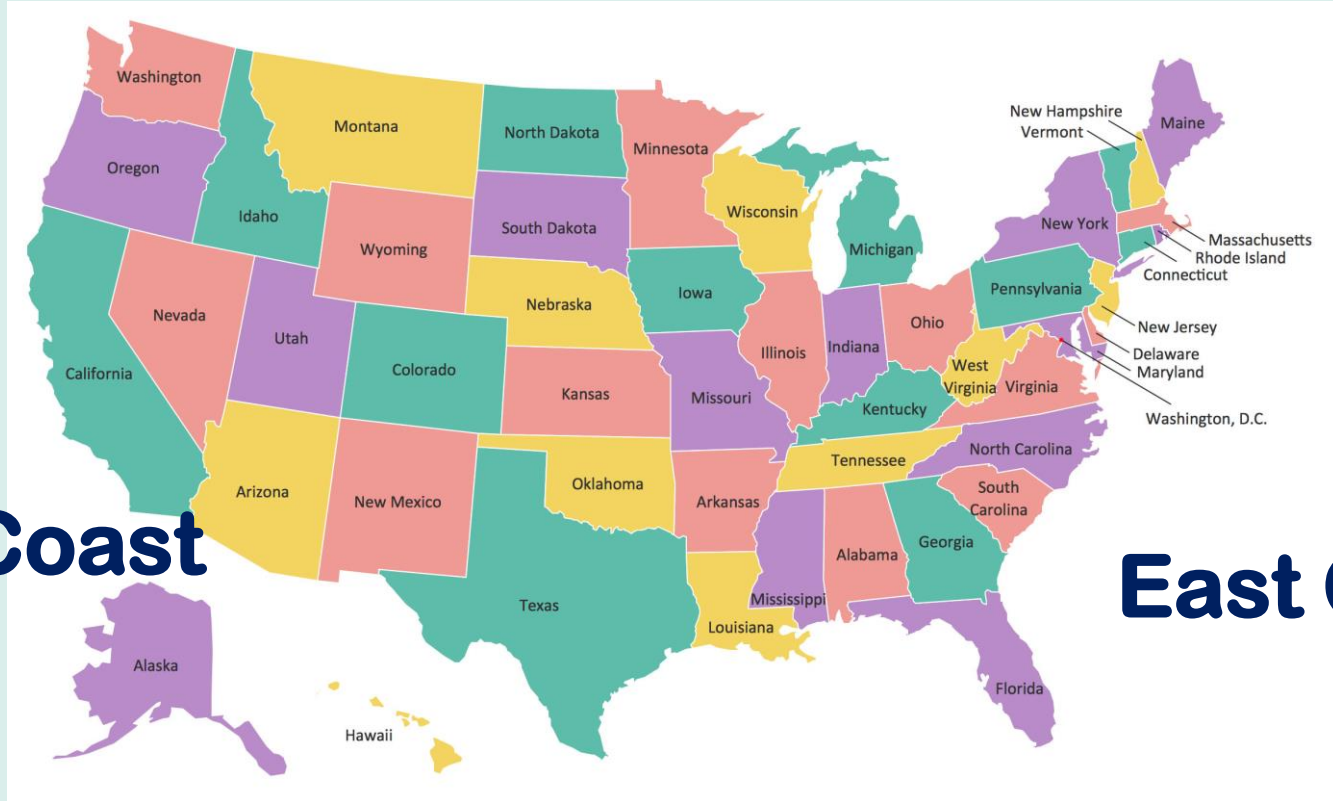 Washington
Montana
North Dakota
Minnesota
New Hampshire
Vermont
Maine
Oregon
Idaho
Wyoming
South Dakota
Wisconsin
Michigan
New York
Massachusetts
Rhode Island
Connecticut
Nebraska
Iowa
Pennsylvania
New Jersey
Nevada
Utah
Colorado
California
Kansas
Missouri
Illinois
Indiana
Ohio
West
Virginia
Virginia
Kentucky
Delaware
Maryland
Washington, D.C.
Arizona
New Mexico
Oklahoma
Arkansas
Tennessee
North Carolina
South
Carolina
Coast
Texas
Louisiana
Mississippi
Alabama
Georgia
East
Florida
Alaska
Hawaii